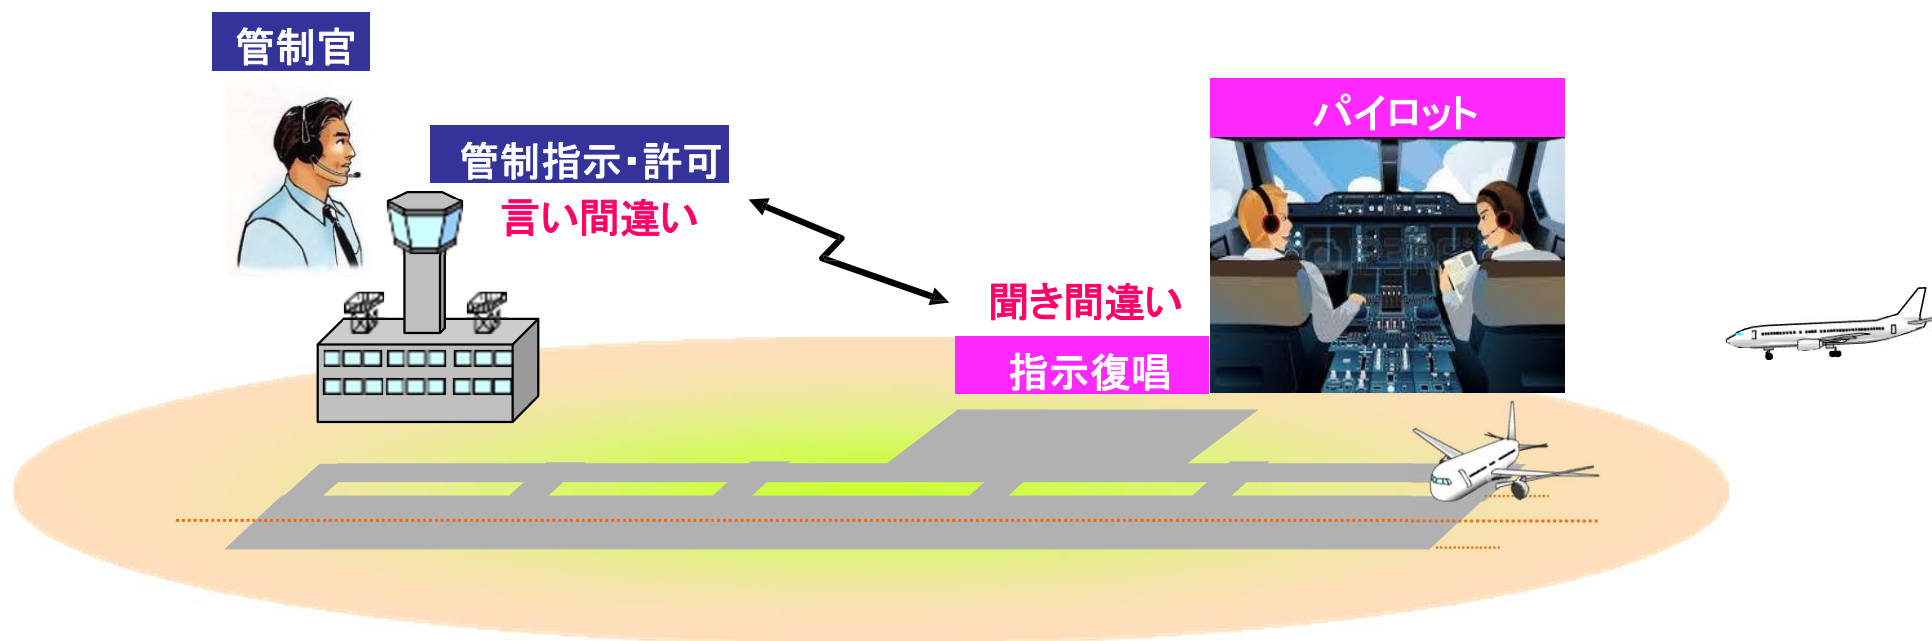 管制官
パイロット
管制指示・許可
言い間違い
聞き間違い
指示復唱